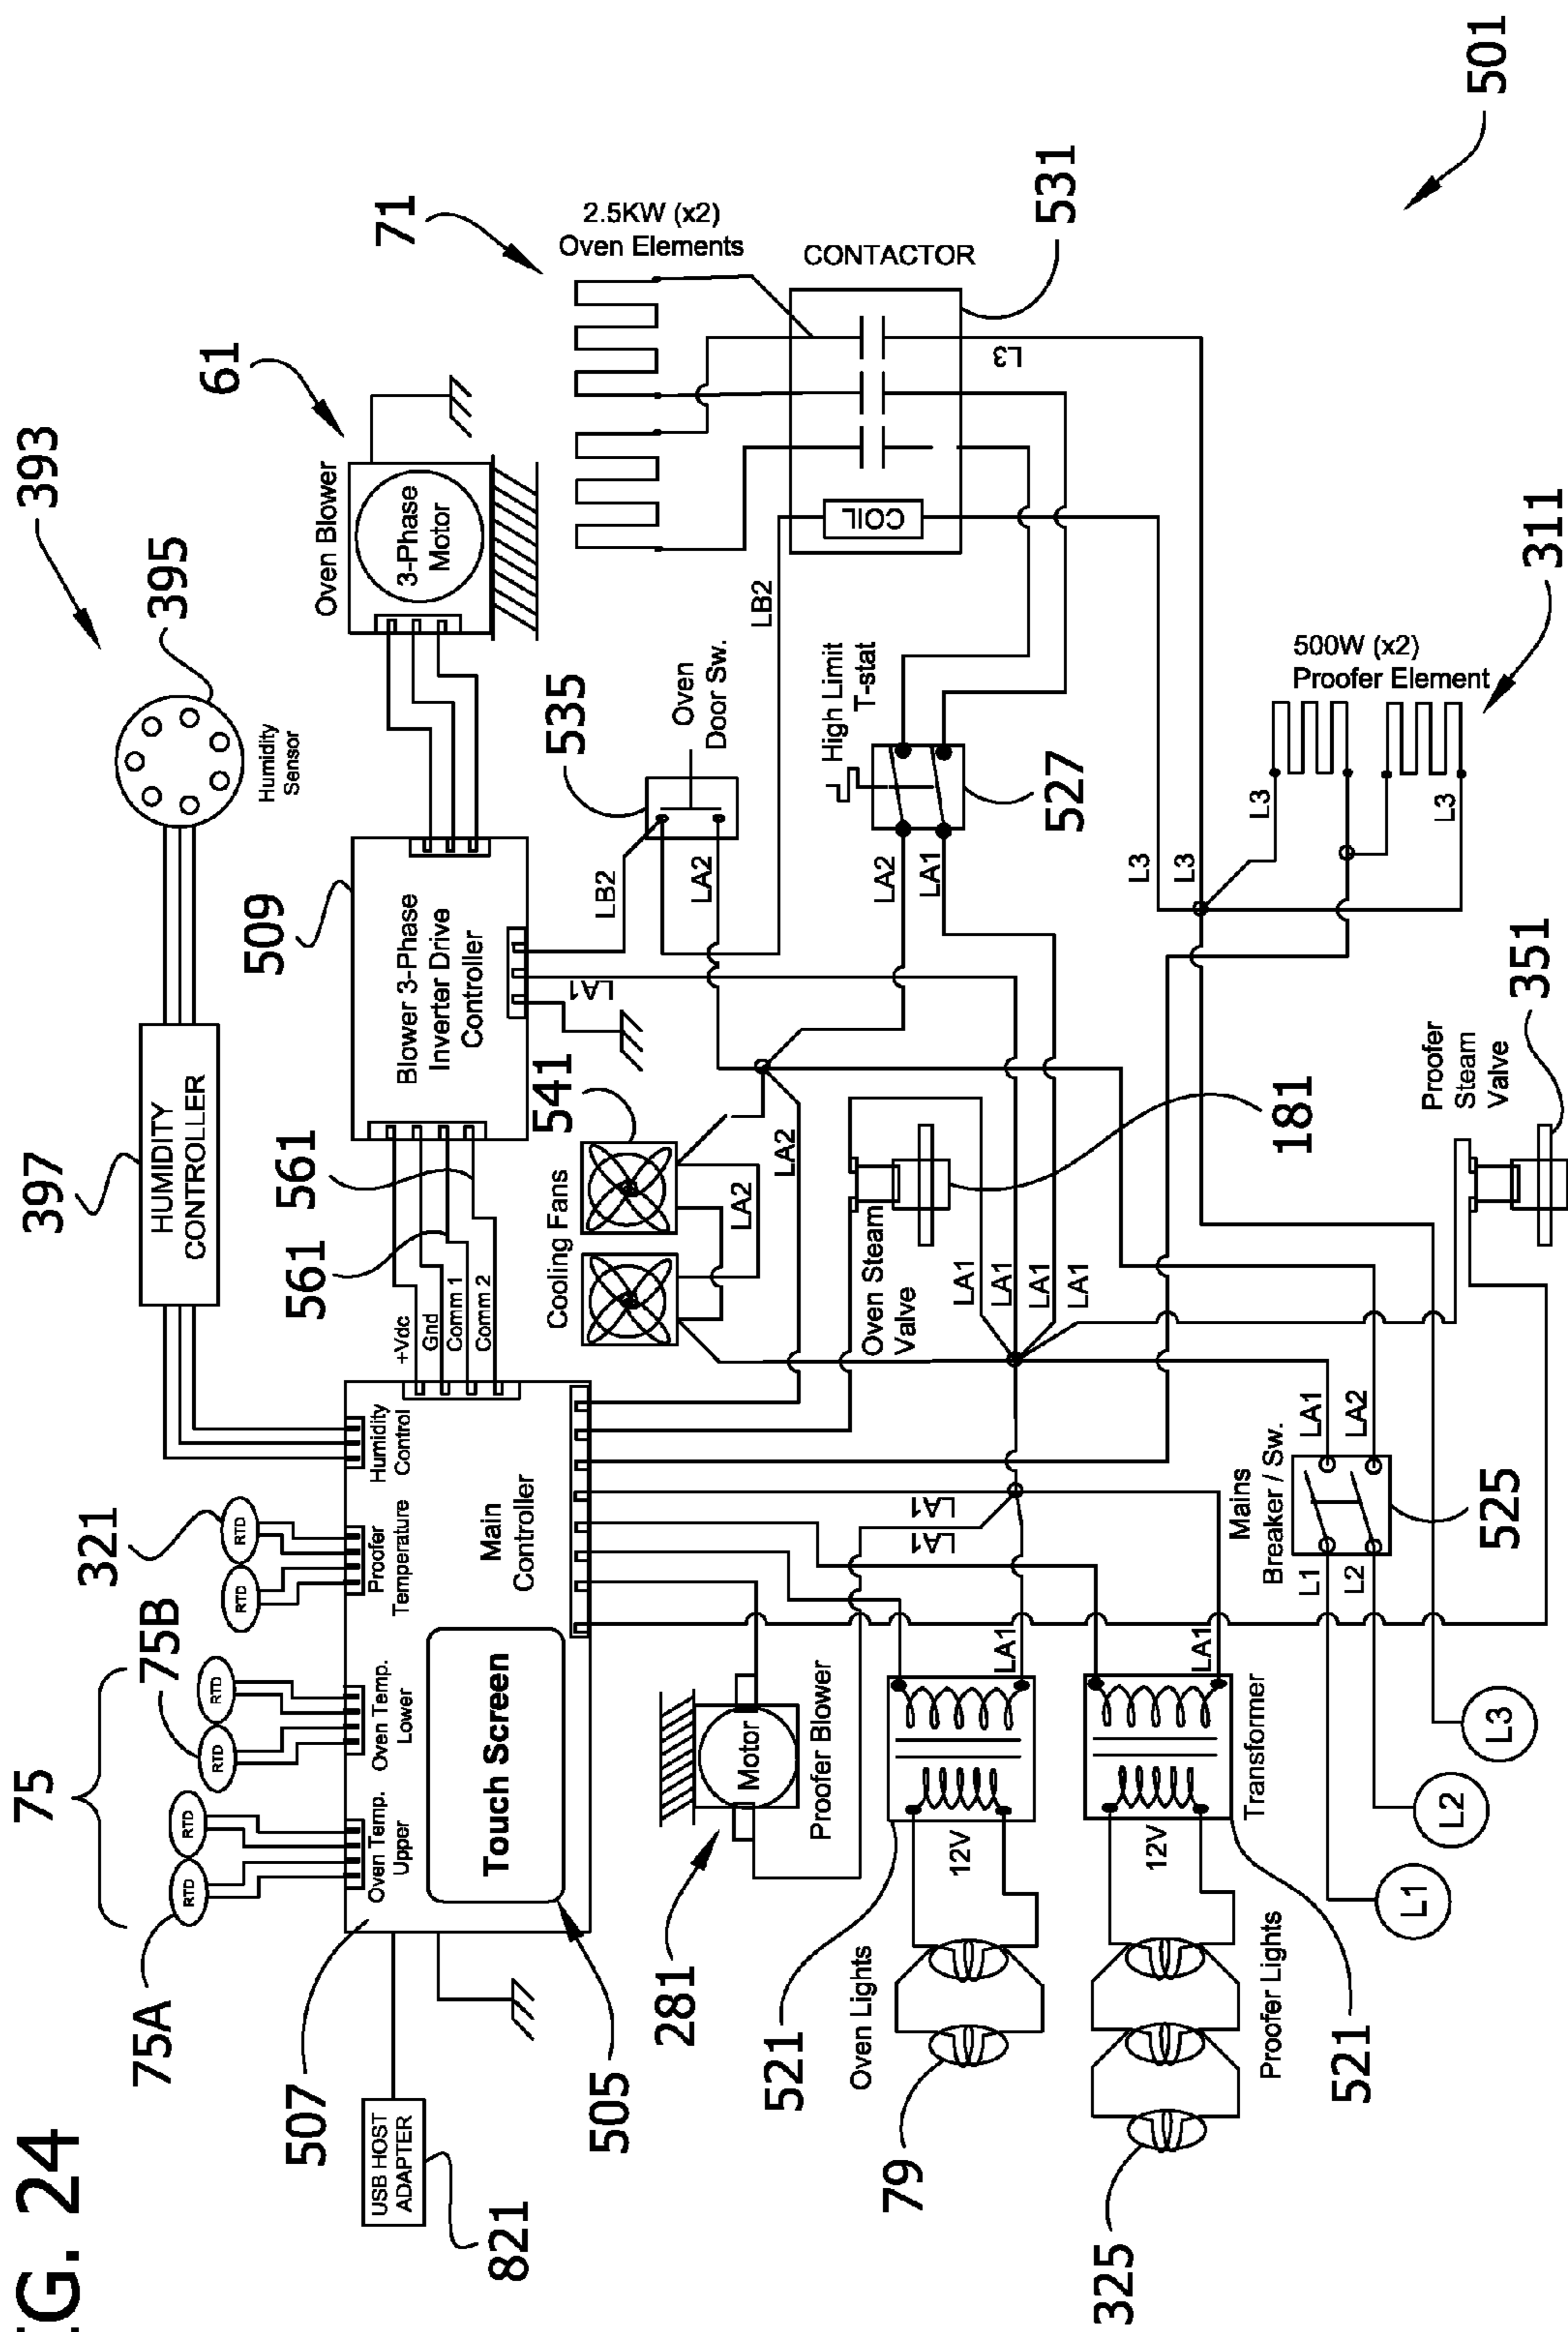 IG. 24
75
75A
75B
321
397
393
395
61
71
501
RTD
RTD
RTD
RTD
RTD
RTD
HUMIDITY
CONTROLLER
Humidity
Sensor
507
USB HOST
ADAPTER
821
505
Oven Temp.
Upper
Oven Temp.
Lower
Proofer
Temperature
Humidity
Control
Touch Screen
Main
Controller
+Vdc
Gnd
Comm 1
Comm 2
561
561
509
Blower 3-Phase
Inverter Drive
Controller
Oven Blower
3-Phase
Motor
2.5KW (x2)
Oven Elements
CONTACTOR
531
COIL
L3
LB2
LB2
LA2
LA1
535
Oven
Door Sw.
541
Cooling Fans
LA2
LA2
281
Motor
Proofer Blower
High Limit
T-stat
527
LA2
LA1
Oven Steam
Valve
181
LA1
LA1
LA1
LA1
LA1
LA1
521
Oven Lights
79
12V
LA1
325
Proofer Lights
12V
LA1
Transformer
521
Mains
Breaker / Sw.
L1
L2
LA1
LA2
525
L1
L2
L3
L3
L3
L3
L3
500W (x2)
Proofer Element
311
Proofer
Steam
Valve
351